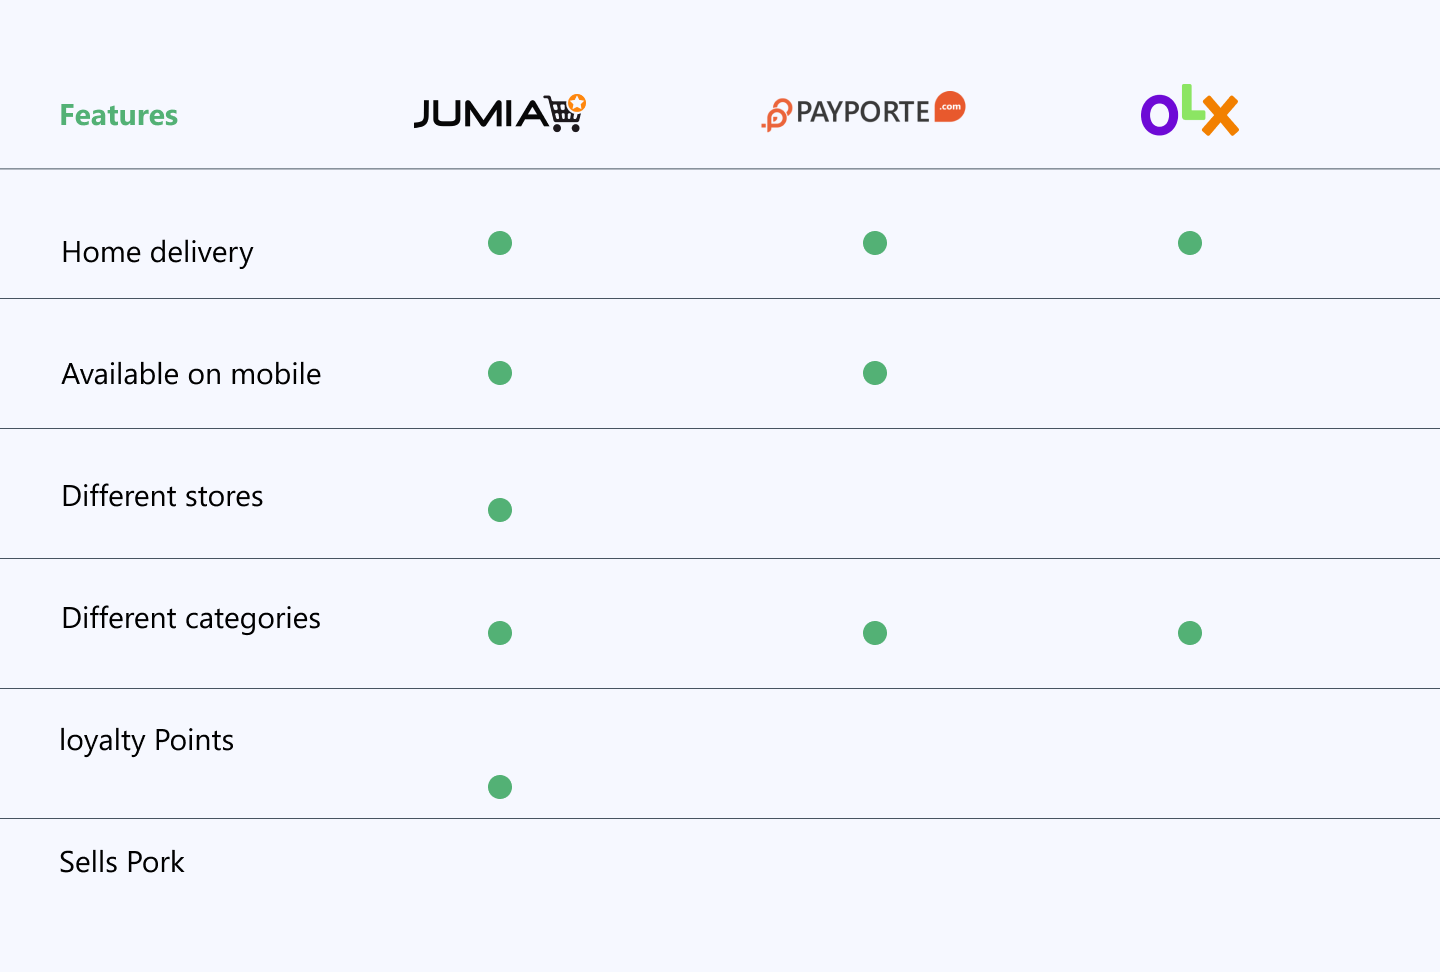 Features JUMIA PAYPORTE .com OLX
Home delivery
Available on mobile
Different stores
Different categories
loyalty Points
Sells Pork